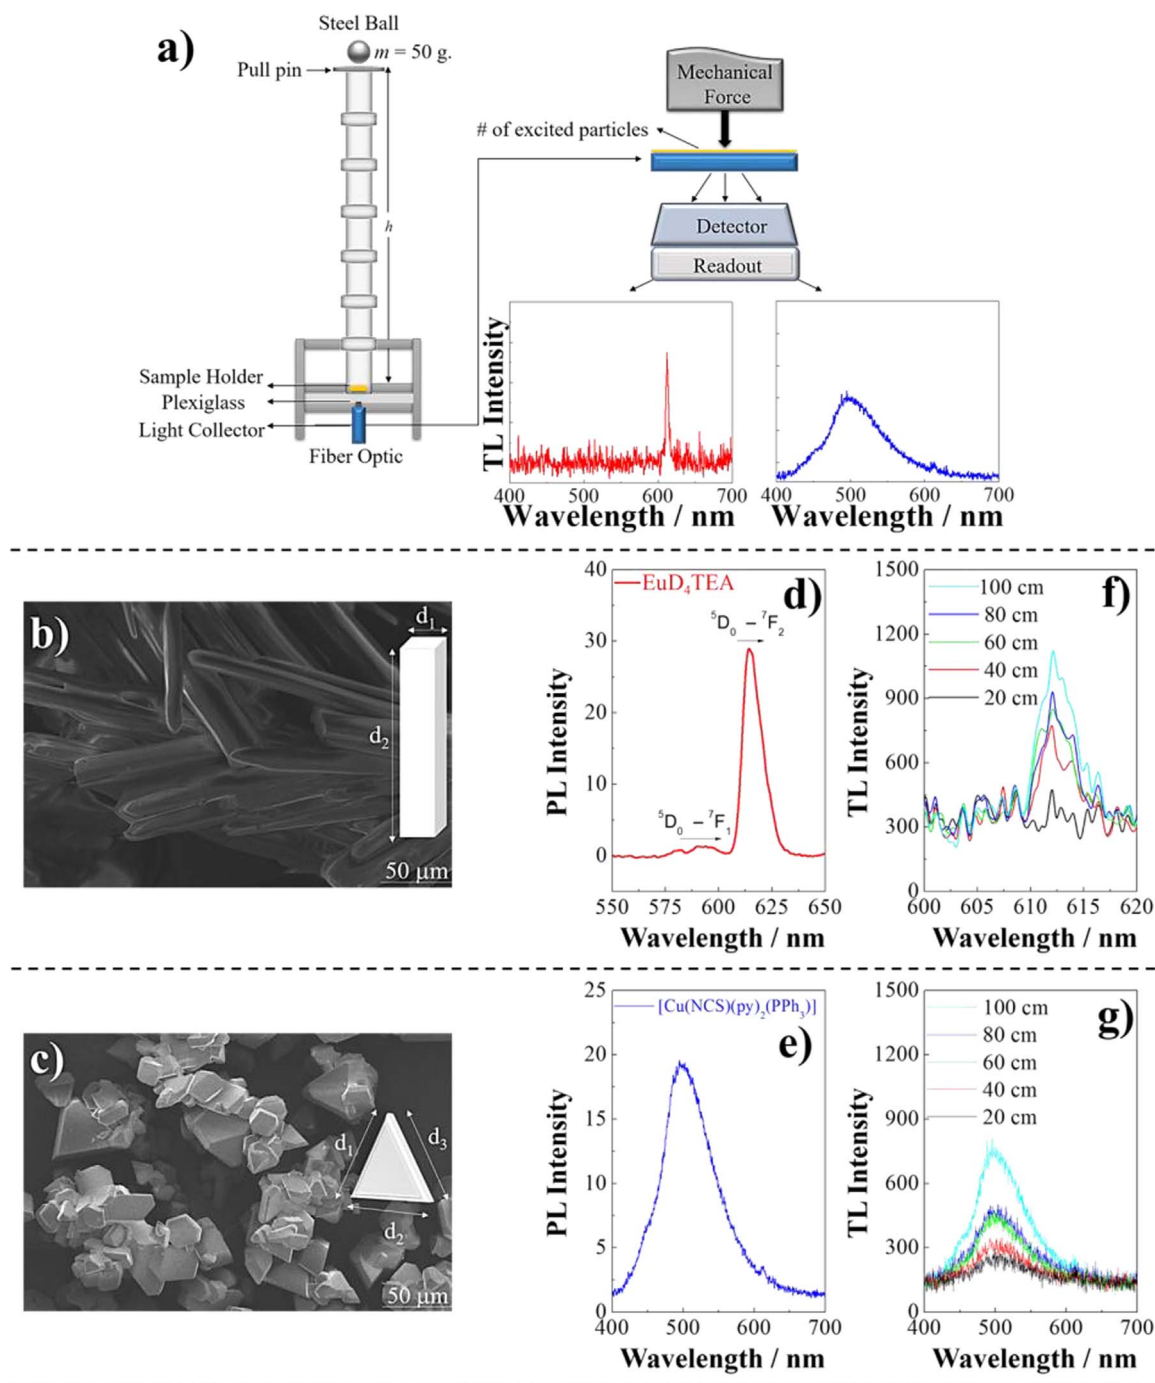 a)
Steel Ball
m = 50 g.
Pull pin
h
Sample Holder
Plexiglass
Light Collector
Fiber Optic
Mechanical
Force
# of excited particles
Detector
Readout
TL Intensity
400 500 600 700
Wavelength / nm
400 500 600 700
Wavelength / nm
b)
d₁
d₂
50 µm
d)
EuD₄TEA
⁵D₀ – ⁷F₂
⁵D₀ – ⁷F₁
PL Intensity
40
30
20
10
0
550 575 600 625 650
Wavelength / nm
f)
100 cm
80 cm
60 cm
40 cm
20 cm
TL Intensity
1500
1200
900
600
300
0
600 605 610 615 620
Wavelength / nm
c)
d₁
d₃
d₂
50 µm
e)
[Cu(NCS)(py)₂(PPh₃)]
PL Intensity
25
20
15
10
5
0
400 500 600 700
Wavelength / nm
g)
100 cm
80 cm
60 cm
40 cm
20 cm
TL Intensity
1500
1200
900
600
300
0
400 500 600 700
Wavelength / nm